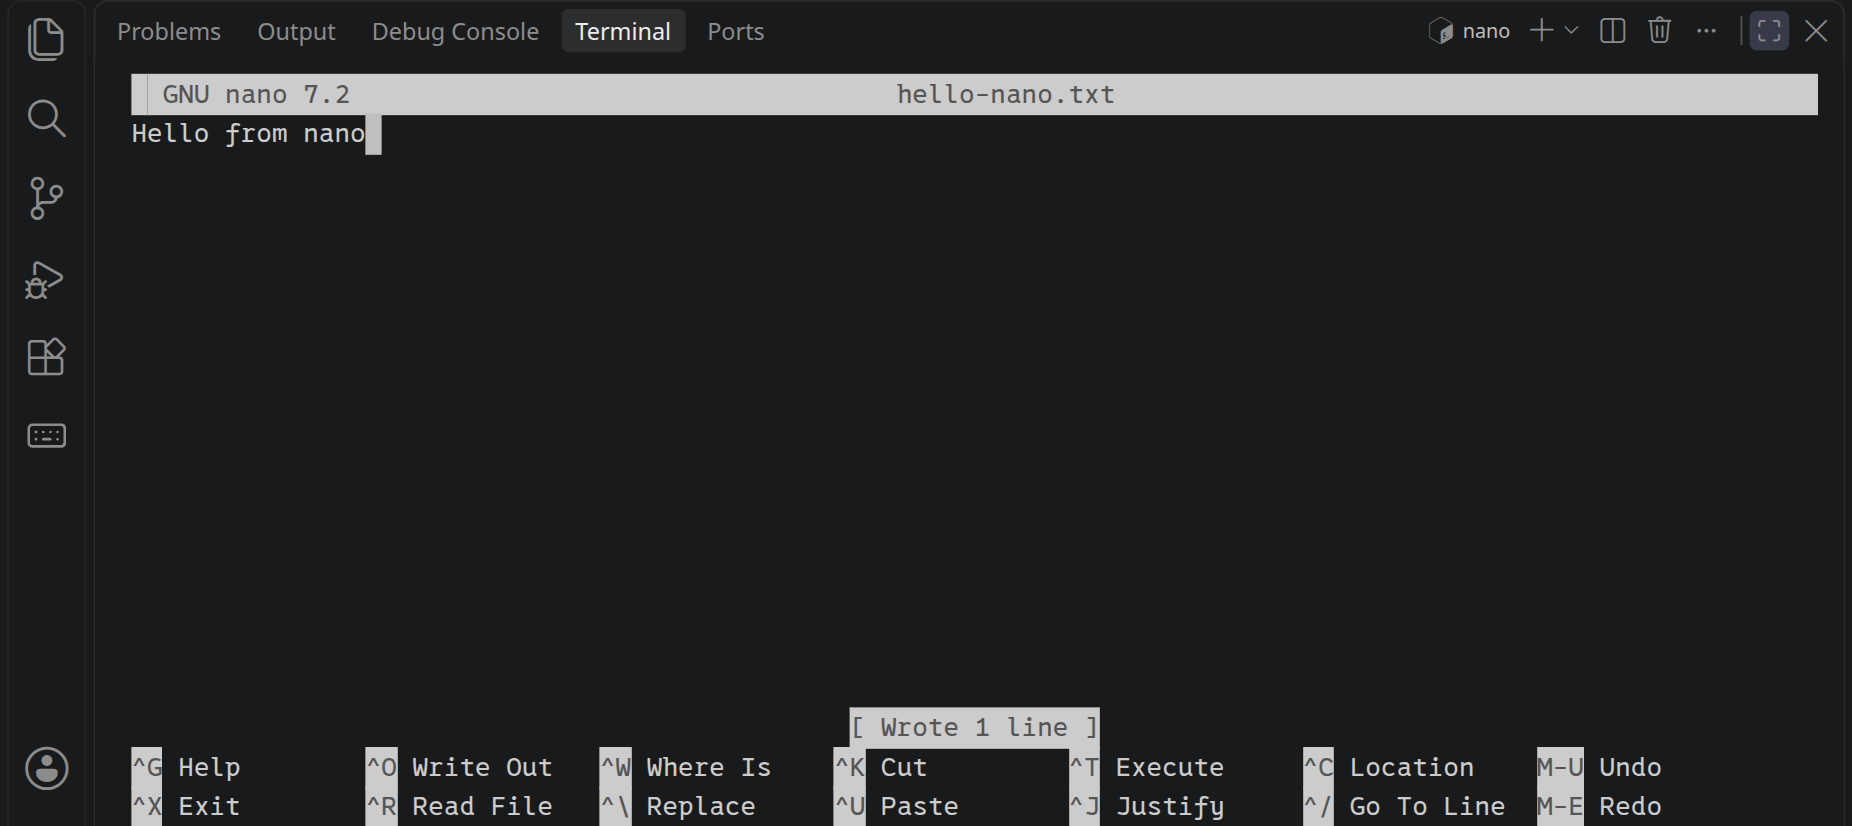 Problems Output Debug Console Terminal Ports nano
GNU nano 7.2 hello-nano.txt
Hello from nano
[ Wrote 1 line ]
^G Help ^O Write Out ^W Where Is ^K Cut ^T Execute ^C Location M-U Undo
^X Exit ^R Read File ^\ Replace ^U Paste ^J Justify ^/ Go To Line M-E Redo